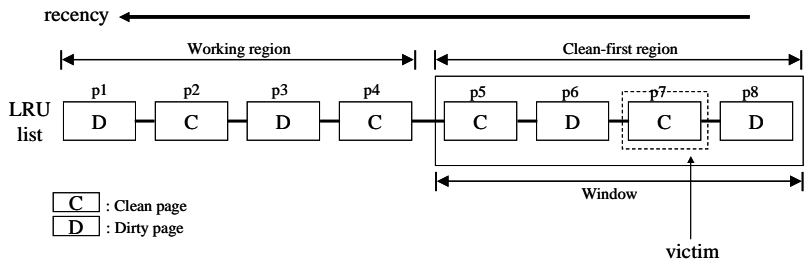 recency
Working region
Clean-first region
p1 p2 p3 p4 p5 p6 p7 p8
LRU
list
D C D C C D C D
Window
C : Clean page
D : Dirty page
victim